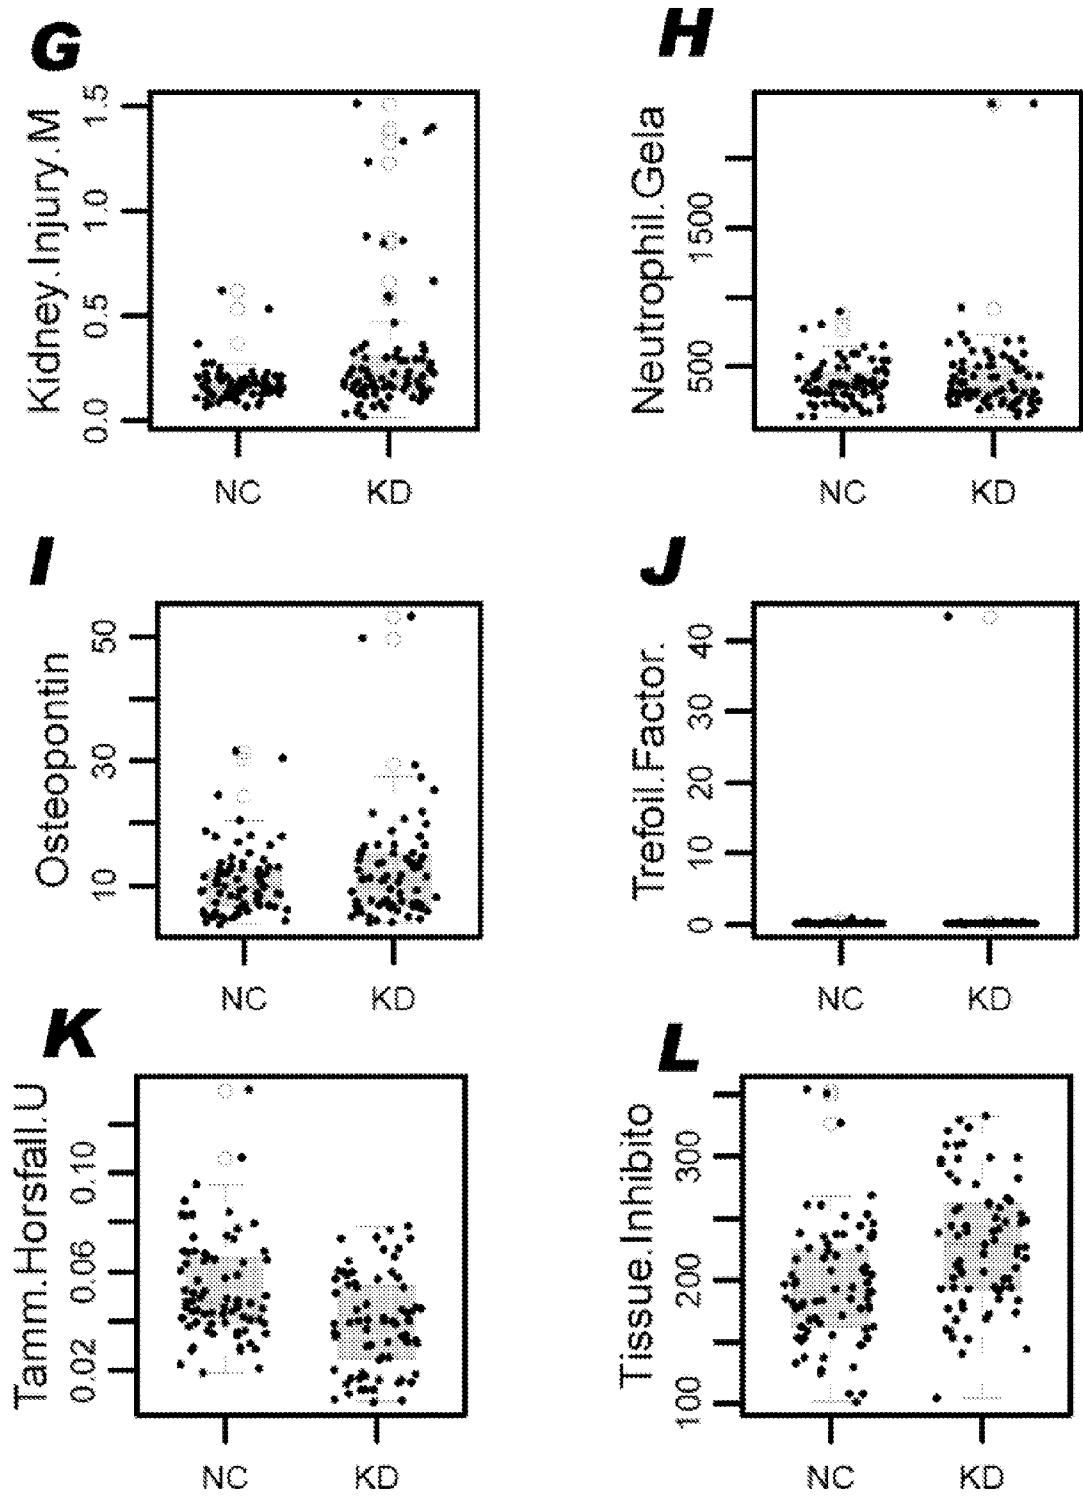 G
Kidney.Injury.M
1.5
1.0
0.5
0.0
NC KD
H
Neutrophil.Gela
1500
500
NC KD
I
Osteopontin
50
30
10
NC KD
J
Trefoil.Factor.
40
30
20
10
0
NC KD
K
Tamm.Horsfall.U
0.10
0.06
0.02
NC KD
L
Tissue.Inhibito
300
200
100
NC KD